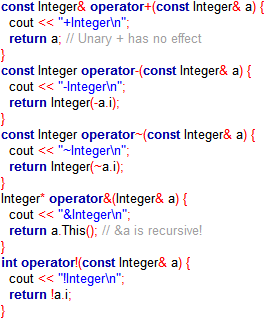 const Integer& operator+(const Integer& a) {
cout << "+Integer\n";
return a; // Unary + has no effect
}
const Integer operator-(const Integer& a) {
cout << "-Integer\n";
return Integer(-a.i);
}
const Integer operator~(const Integer& a) {
cout << "~Integer\n";
return Integer(~a.i);
}
Integer* operator&(Integer& a) {
cout << "&Integer\n";
return a.This(); // &a is recursive!
}
int operator!(const Integer& a) {
cout << "!Integer\n";
return !a.i;
}